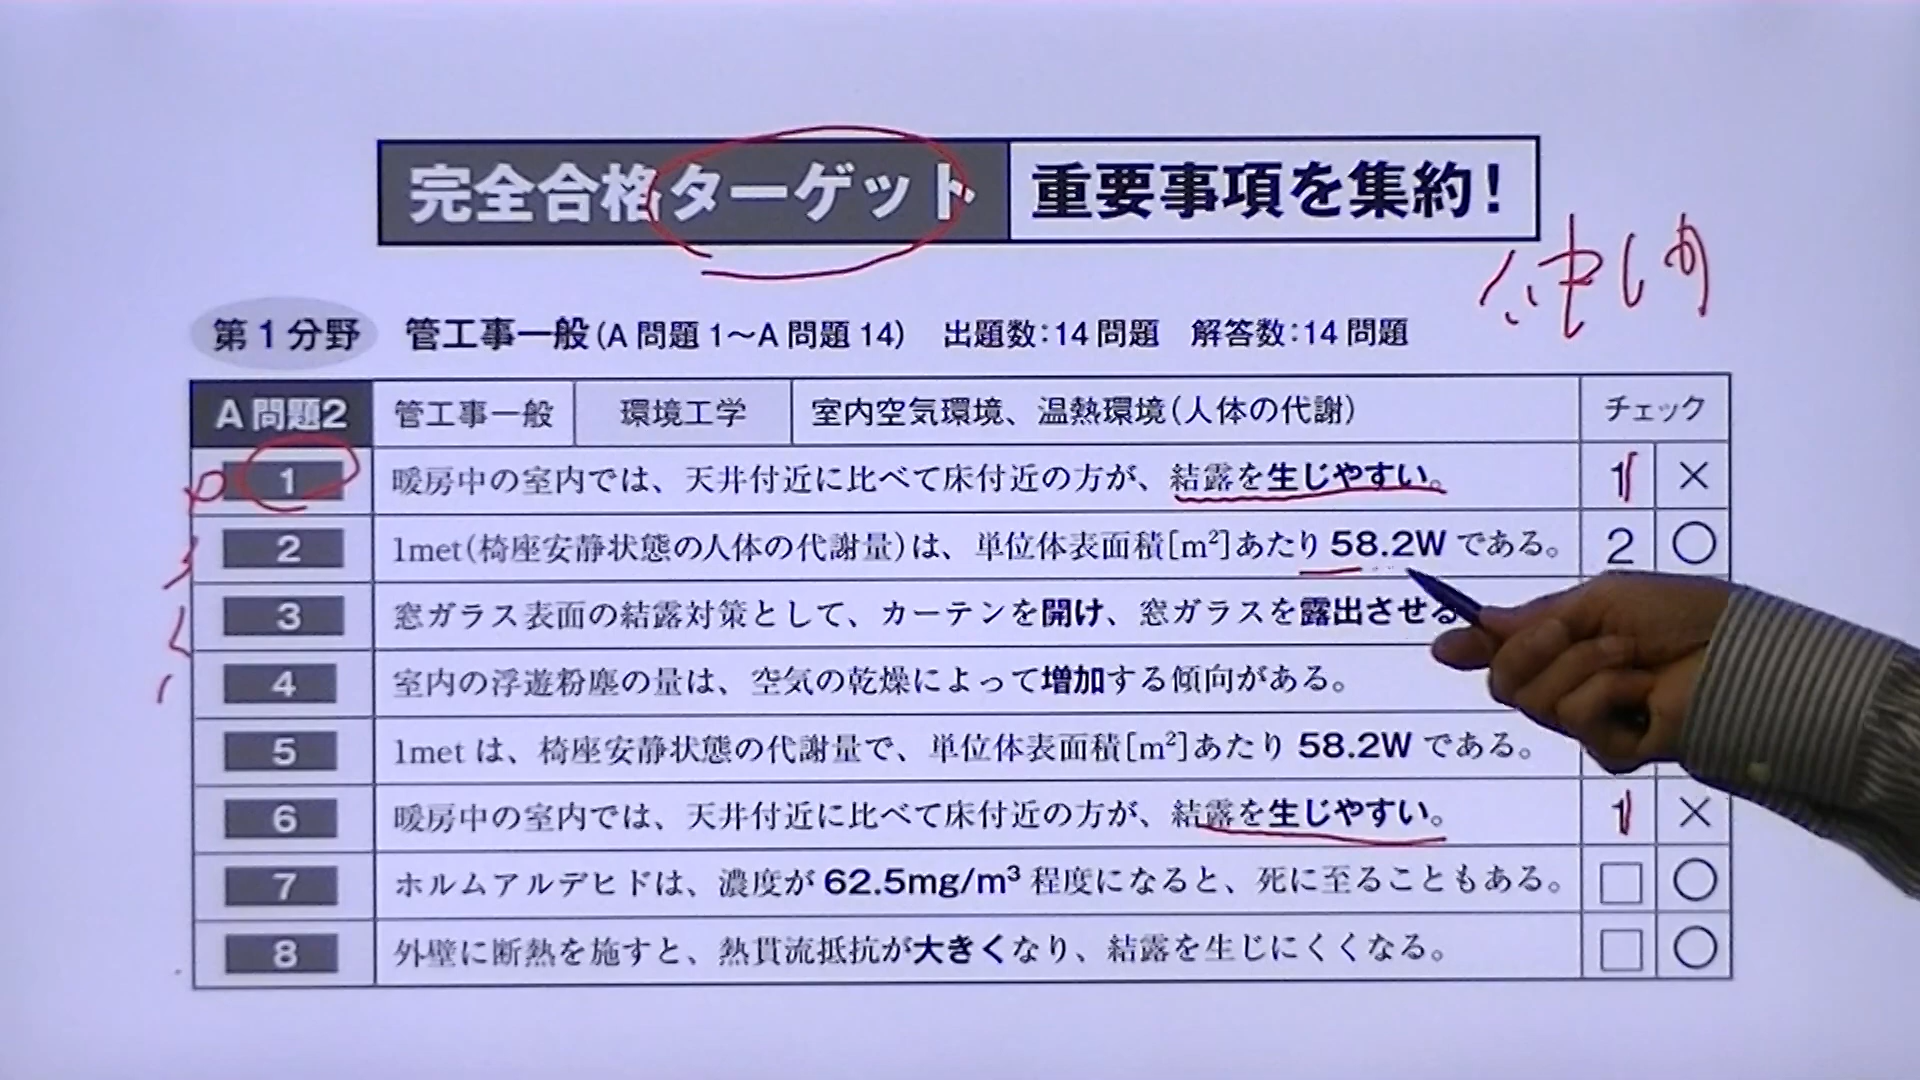 完全合格ターゲット 重要事項を集約!
第1分野 管工事一般(A問題1〜A問題14) 出題数:14問題 解答数:14問題
A問題2 管工事一般 環境工学 室内空気環境、温熱環境(人体の代謝) チェック
1 暖房中の室内では、天井付近に比べて床付近の方が、結露を生じやすい。 1 ×
2 1met(椅座安静状態の人体の代謝量)は、単位体表面積[m²]あたり 58.2W である。 2 ○
3 窓ガラス表面の結露対策として、カーテンを開け、窓ガラスを露出させる
4 室内の浮遊粉塵の量は、空気の乾燥によって増加する傾向がある。
5 1met は、椅座安静状態の代謝量で、単位体表面積[m²]あたり 58.2W である。
6 暖房中の室内では、天井付近に比べて床付近の方が、結露を生じやすい。 1 ×
7 ホルムアルデヒドは、濃度が 62.5mg/m³ 程度になると、死に至ることもある。 □ ○
8 外壁に断熱を施すと、熱貫流抵抗が大きくなり、結露を生じにくくなる。 □ ○